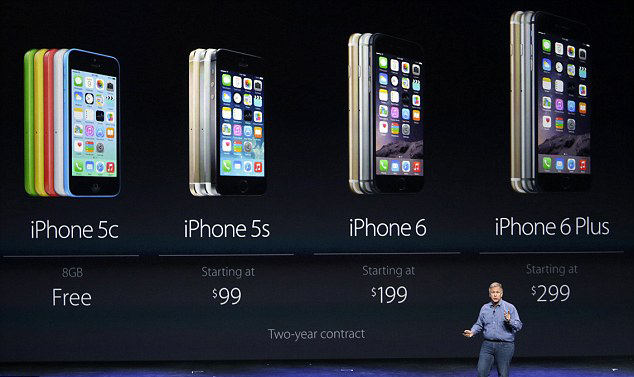 iPhone 5c
iPhone 5s
iPhone 6
iPhone 6 Plus
8GB
Free
Starting at
$99
Starting at
$199
Starting at
$299
Two-year contract